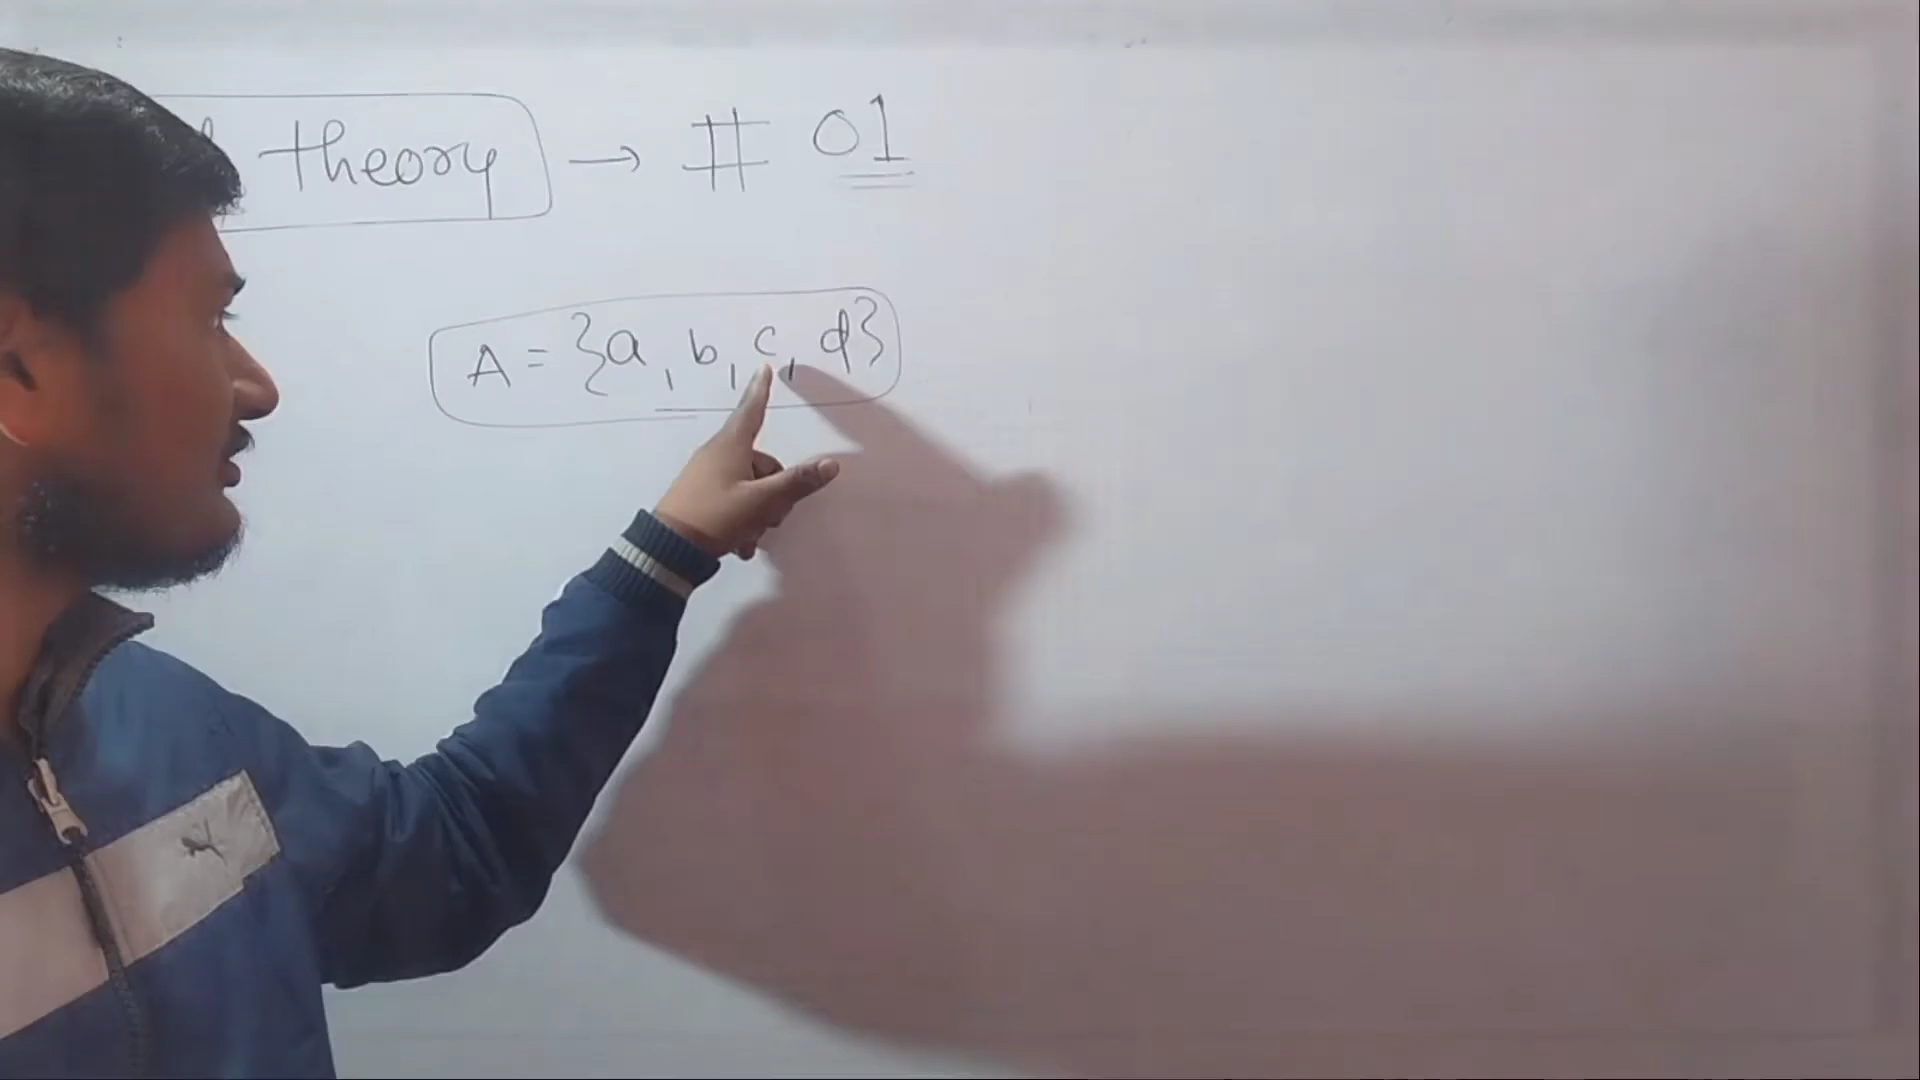 theory → # 01
A = {a, b, c, d}